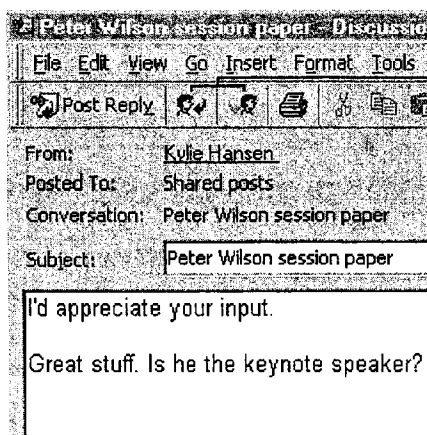 Peter Wilson session paper - Discussio
File Edit View Go Insert Format Tools
Post Reply
From: Kylie Hansen
Posted To: Shared posts
Conversation: Peter Wilson session paper
Subject: Peter Wilson session paper
I'd appreciate your input.
Great stuff. Is he the keynote speaker?